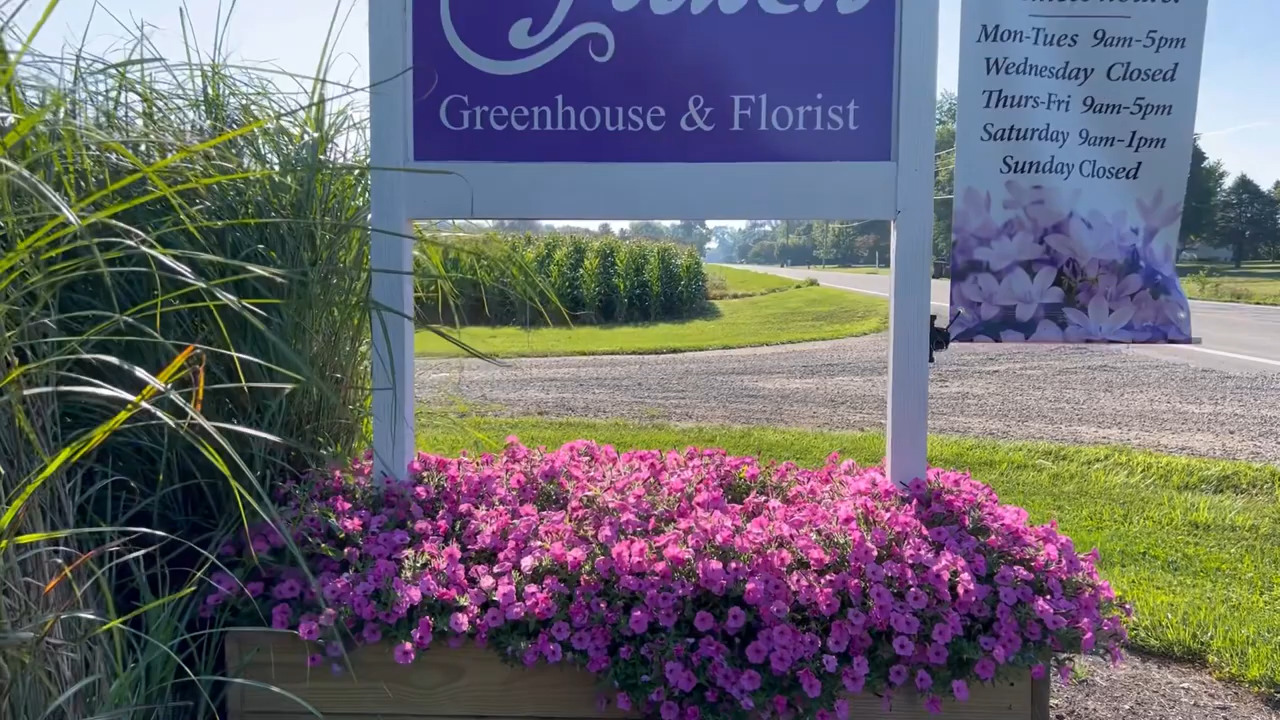 Greenhouse & Florist
Mon-Tues 9am-5pm
Wednesday Closed
Thurs-Fri 9am-5pm
Saturday 9am-1pm
Sunday Closed